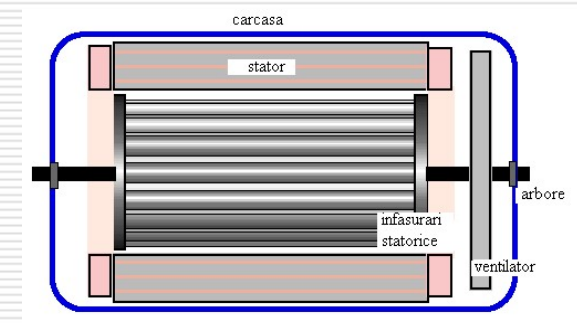 carcasa
stator
arbore
infasurari
statorice
ventilator